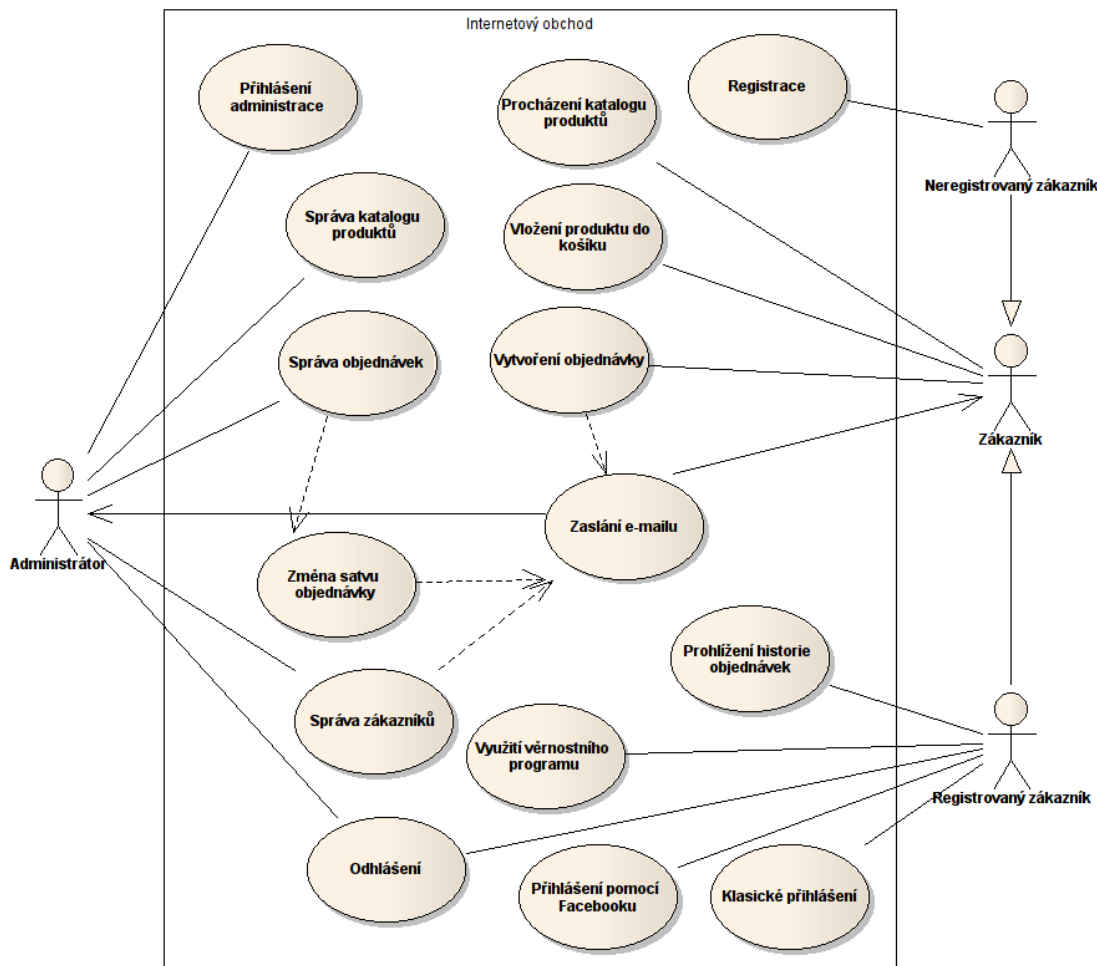 Internetový obchod
Přihlášení
administrace
Procházení katalogu
produktů
Registrace
Neregistrovaný zákazník
Správa katalogu
produktů
Vložení produktu do
košíku
Správa objednávek
Vytvoření objednávky
Zákazník
Administrátor
Zaslání e-mailu
Změna satvu
objednávky
Prohlížení historie
objednávek
Správa zákazníků
Využití věrnostního
programu
Registrovaný zákazník
Odhlášení
Přihlášení pomocí
Facebooku
Klasické přihlášení